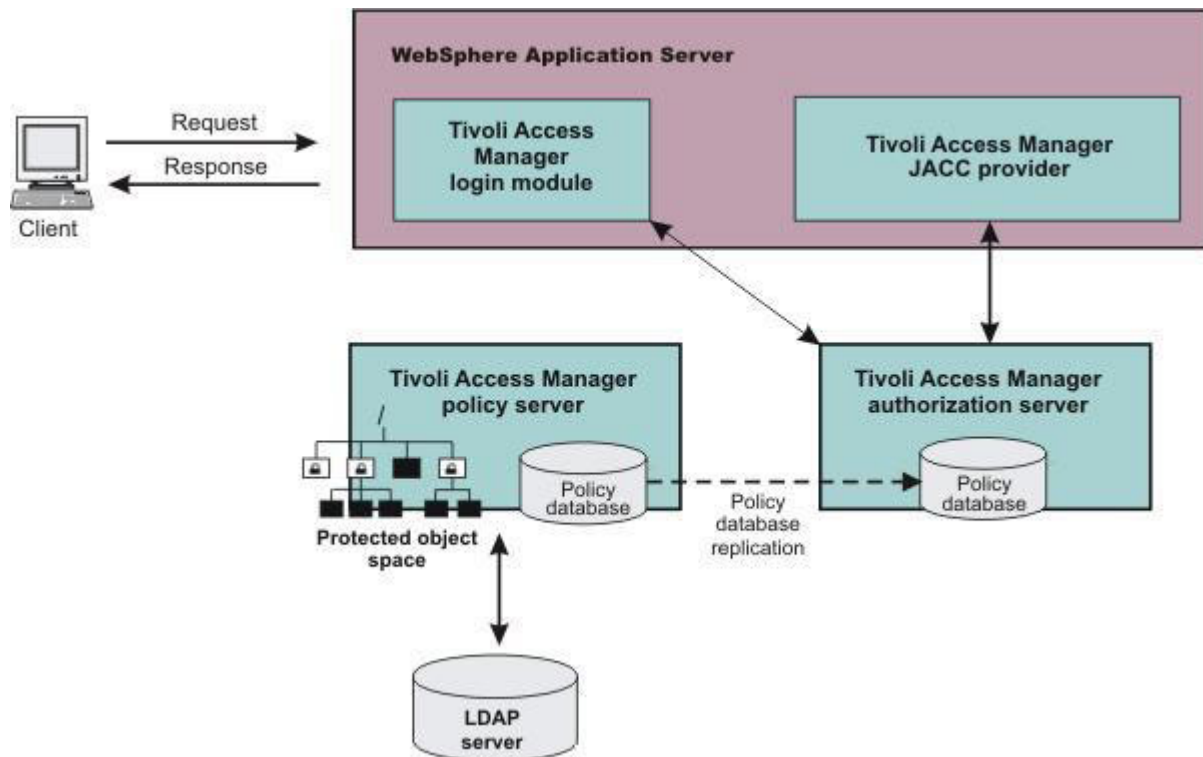 WebSphere Application Server
Request
Response
Client
Tivoli Access
Manager
login module
Tivoli Access Manager
JACC provider
Tivoli Access Manager
policy server
/
Policy
database
Protected object
space
Policy
database
replication
Tivoli Access Manager
authorization server
Policy
database
LDAP
server